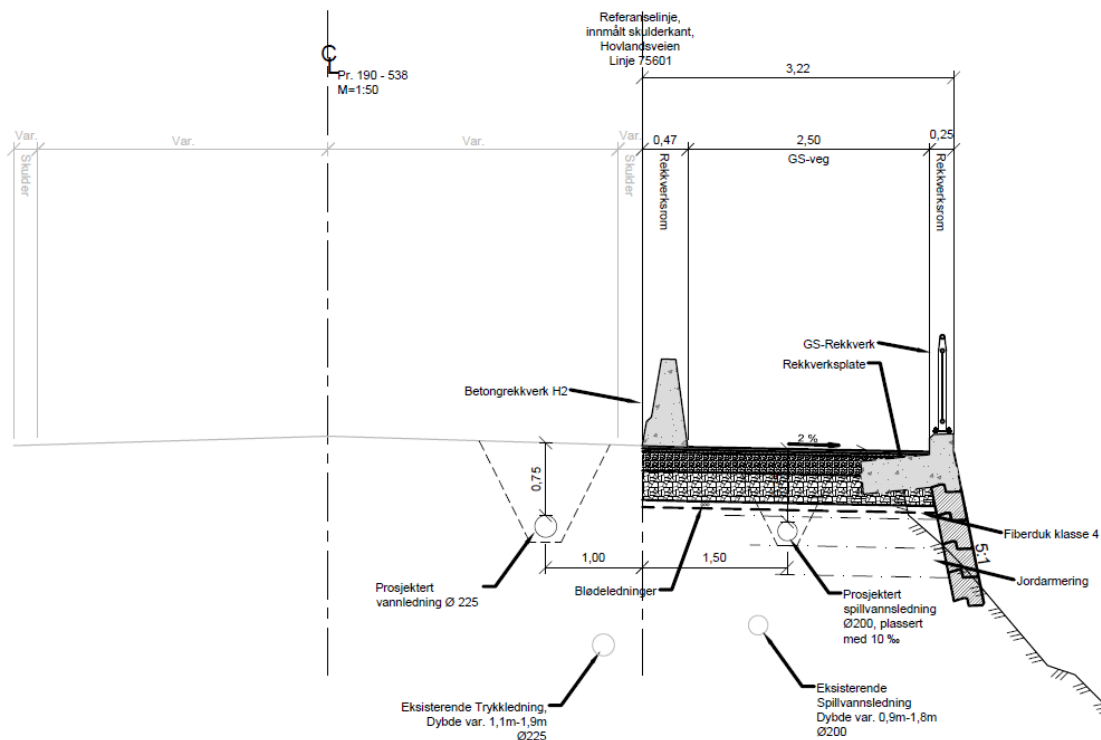 Referanselinje,
innmålt skulderkant,
Hovlandsveien
Linje 75601
CL
Pr. 190 - 538
M=1:50
3,22
Var.
Var.
Var.
Var.
0,47
2,50
0,25
Skulder
Skulder
Rekkverksrom
GS-veg
Rekkverksrom
GS-Rekkverk
Rekkverksplate
Betongrekkverk H2
2 %
0,75
Fiberduk klasse 4
5:1
1,00
1,50
Jordarmering
Prosjektert
vannledning Ø 225
Blødeledninger
Prosjektert
spillvannsledning
Ø200, plassert
med 10 ‰
Eksisterende Trykkledning,
Dybde var. 1,1m-1,9m
Ø225
Eksisterende
Spillvannsledning
Dybde var. 0,9m-1,8m
Ø200